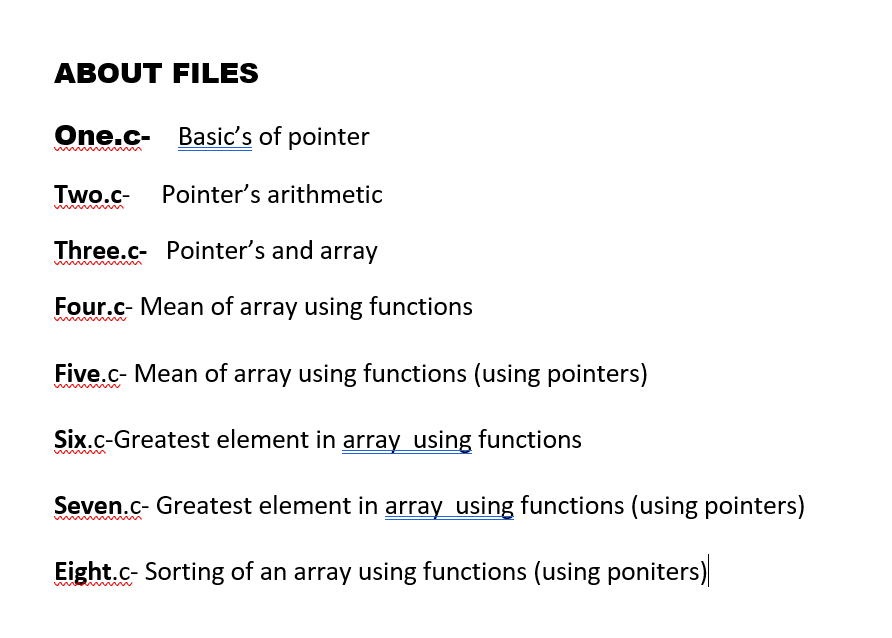 ABOUT FILES
One.c- Basic’s of pointer
Two.c- Pointer’s arithmetic
Three.c- Pointer’s and array
Four.c- Mean of array using functions
Five.c- Mean of array using functions (using pointers)
Six.c-Greatest element in array  using functions
Seven.c- Greatest element in array  using functions (using pointers)
Eight.c- Sorting of an array using functions (using poniters)